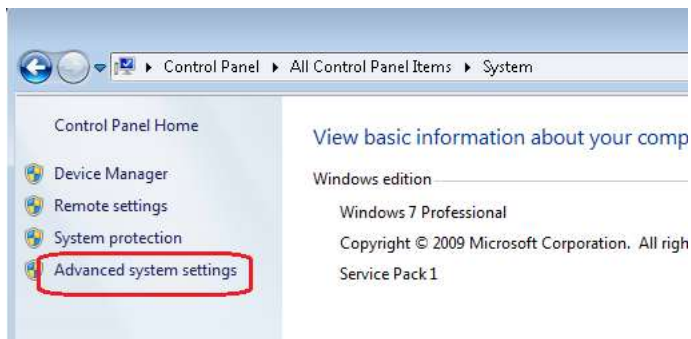 Control Panel ▸ All Control Panel Items ▸ System
Control Panel Home
View basic information about your comp
Device Manager
Windows edition
Remote settings
Windows 7 Professional
System protection
Copyright © 2009 Microsoft Corporation. All righ
Advanced system settings
Service Pack 1